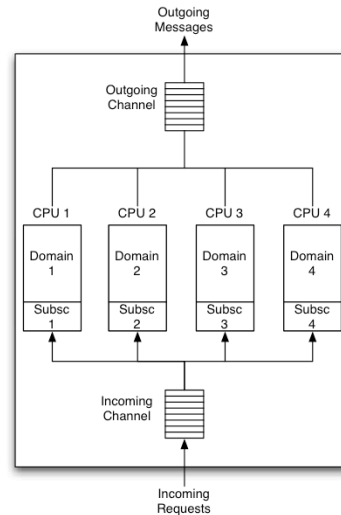 Outgoing
Messages
Outgoing
Channel
CPU 1
CPU 2
CPU 3
CPU 4
Domain
1
Domain
2
Domain
3
Domain
4
Subsc
1
Subsc
2
Subsc
3
Subsc
4
Incoming
Channel
Incoming
Requests